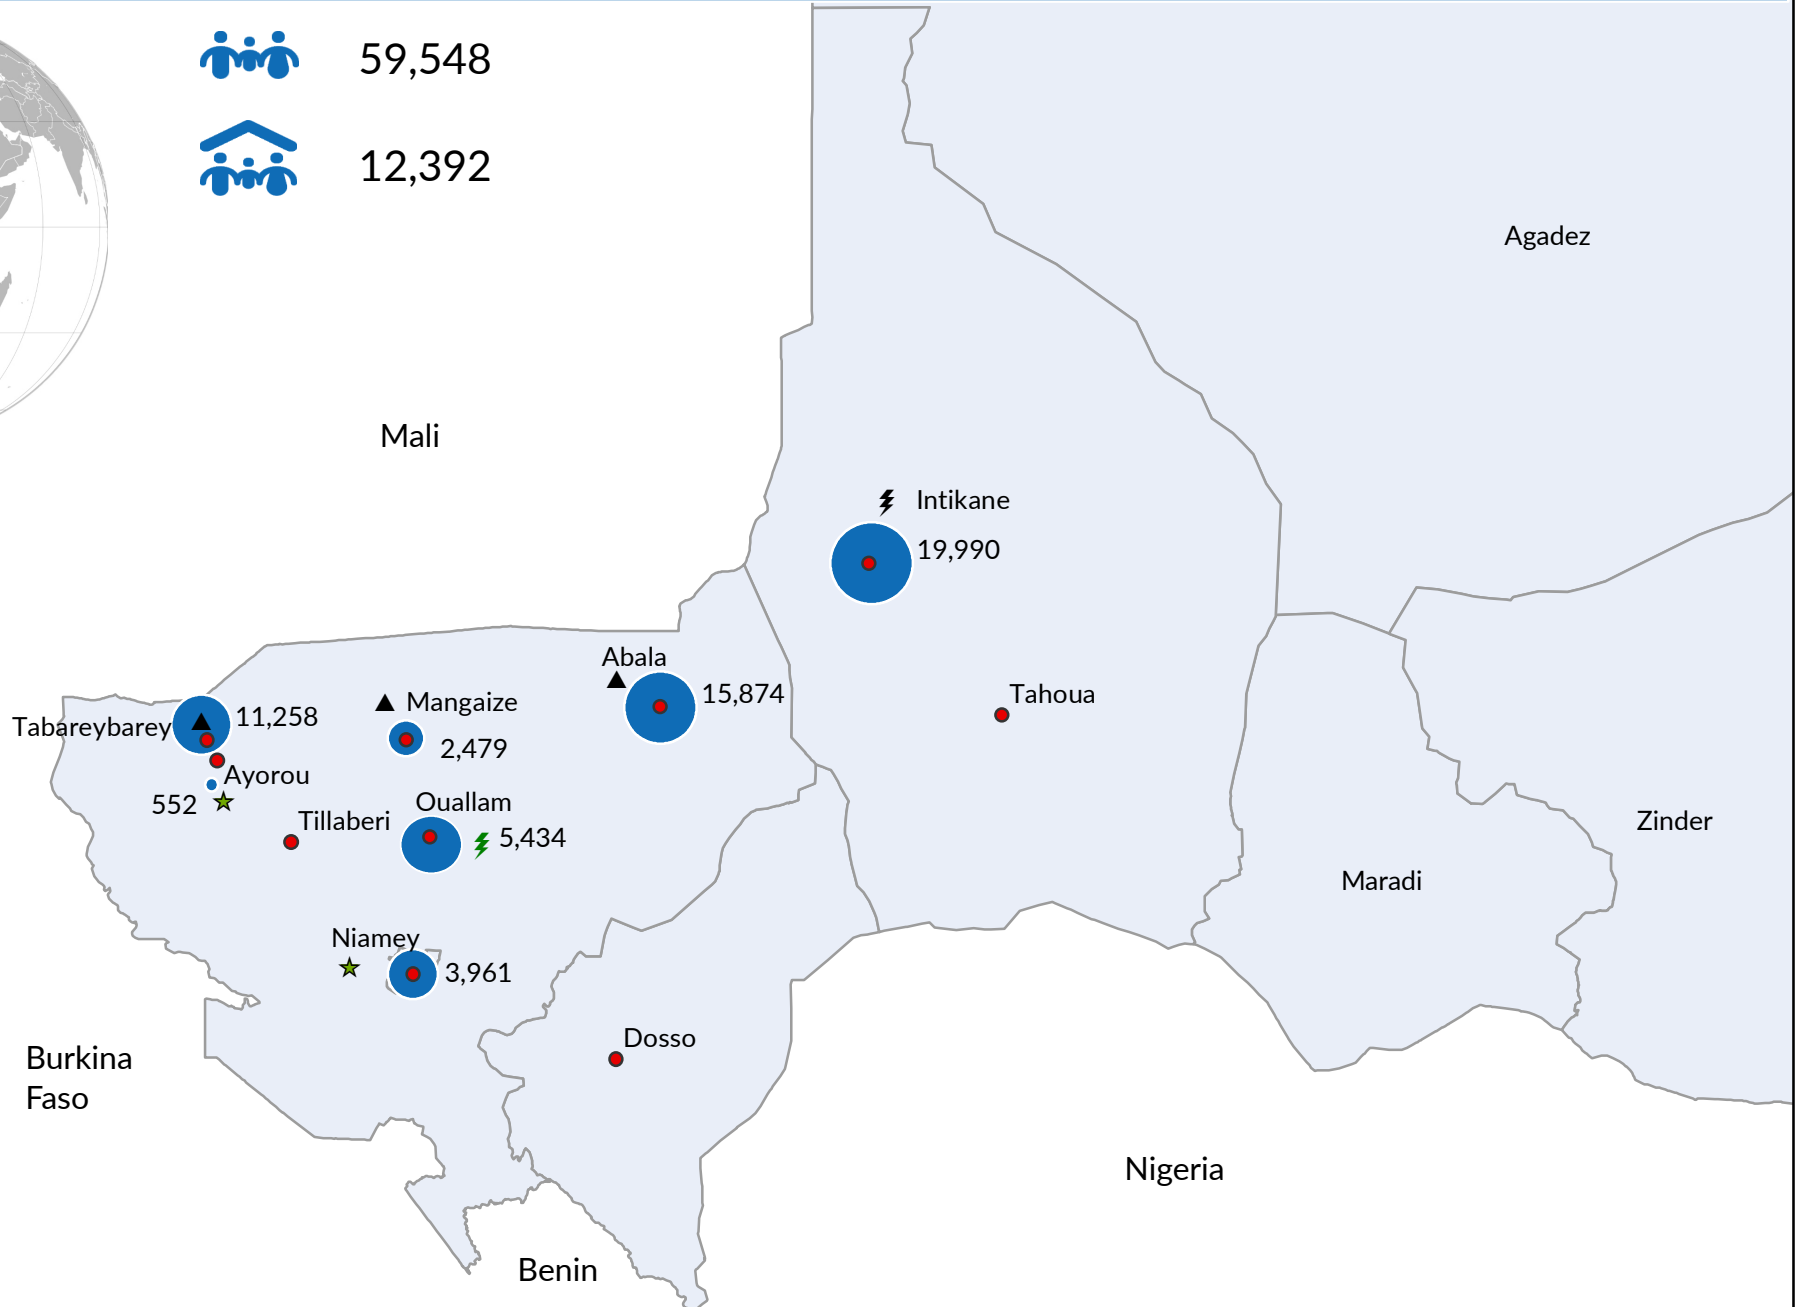 59,548
12,392
Agadez
Mali
Intikane
19,990
Abala
15,874
Tahoua
Mangaize
2,479
Tabareybarey
11,258
Ayorou
552
Ouallam
5,434
Tillaberi
Zinder
Maradi
Niamey
3,961
Dosso
Burkina
Faso
Nigeria
Benin